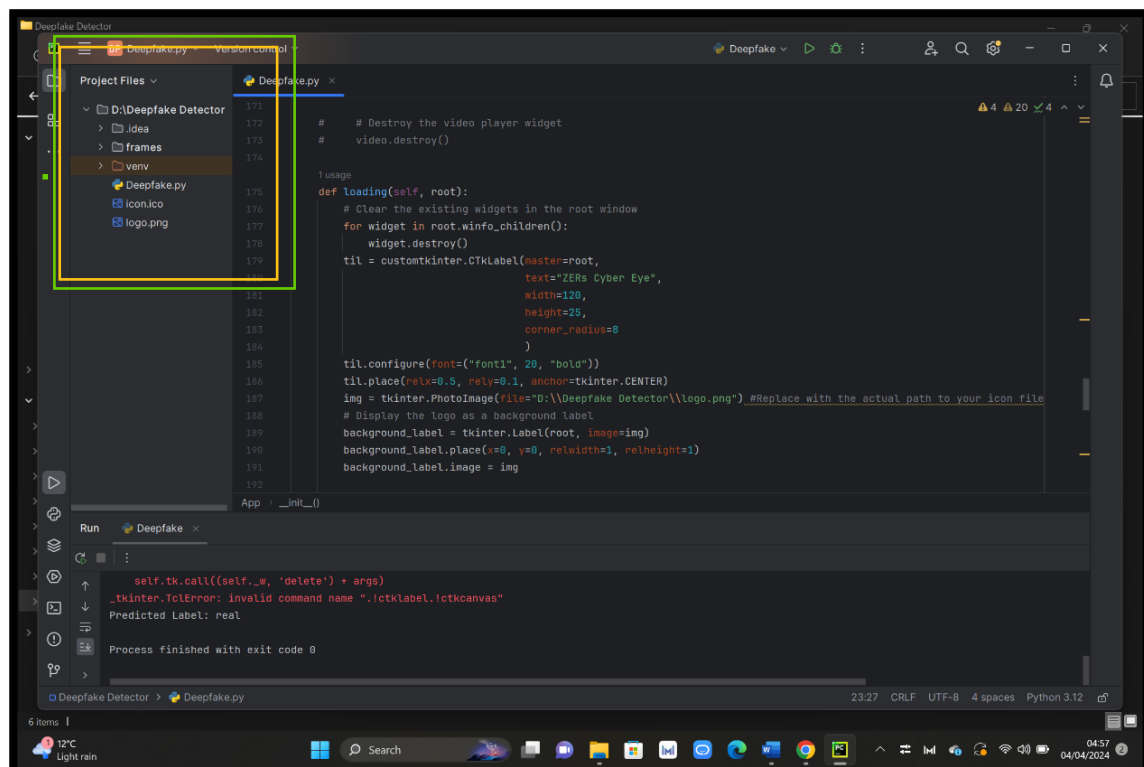 Deepfake Detector
DP Deepfake.py Version control
Deepfake
Project Files
Deepfake.py
D:\Deepfake Detector
.idea
frames
venv
Deepfake.py
icon.ico
logo.png
4 20 4
171
172 # # Destroy the video player widget
173 # video.destroy()
174
1 usage
175 def loading(self, root):
176 # Clear the existing widgets in the root window
177 for widget in root.winfo_children():
178 widget.destroy()
179 til = customtkinter.CTkLabel(master=root,
180 text="ZERs Cyber Eye",
181 width=120,
182 height=25,
183 corner_radius=8
184 )
185 til.configure(font=("font1", 20, "bold"))
186 til.place(relx=0.5, rely=0.1, anchor=tkinter.CENTER)
187 img = tkinter.PhotoImage(file="D:\\Deepfake Detector\\logo.png") #Replace with the actual path to your icon file
188 # Display the logo as a background label
189 background_label = tkinter.Label(root, image=img)
190 background_label.place(x=0, y=0, relwidth=1, relheight=1)
191 background_label.image = img
192
App › __init__()
Run Deepfake
self.tk.call((self._w, 'delete') + args)
_tkinter.TclError: invalid command name ".!ctklabel.!ctkcanvas"
Predicted Label: real
Process finished with exit code 0
Deepfake Detector > Deepfake.py
23:27 CRLF UTF-8 4 spaces Python 3.12
6 items
1
12°C
Light rain
Search
PC
04:57
04/04/2024
2